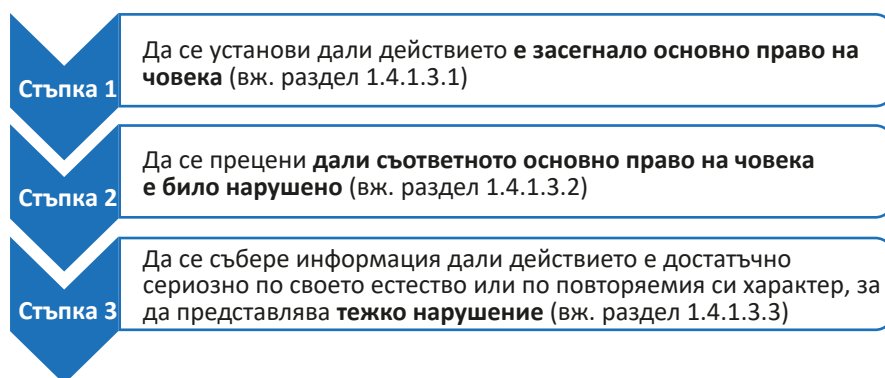 Стъпка 1
Да се установи дали действието е засегнало основно право на
човека (вж. раздел 1.4.1.3.1)
Стъпка 2
Да се прецени дали съответното основно право на човека
е било нарушено (вж. раздел 1.4.1.3.2)
Стъпка 3
Да се събере информация дали действието е достатъчно
сериозно по своето естество или по повторяемия си характер, за
да представлява тежко нарушение (вж. раздел 1.4.1.3.3)